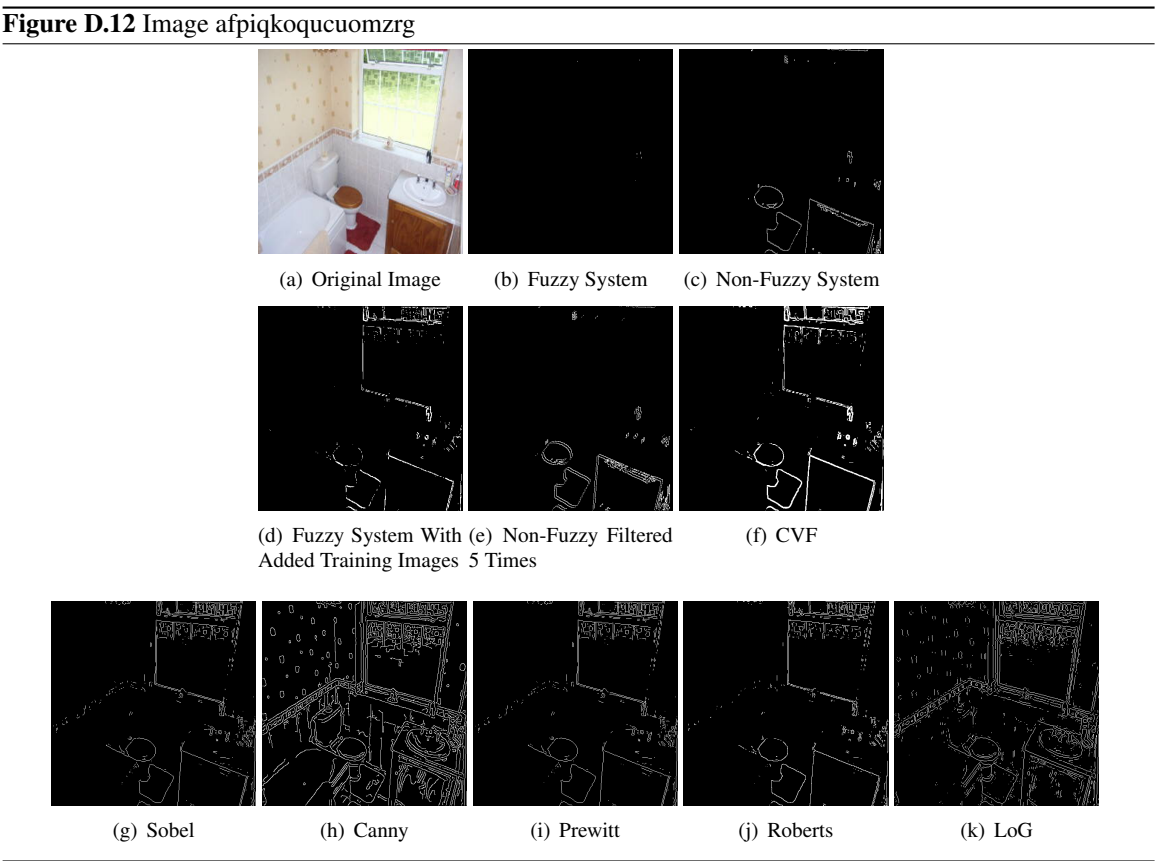 Figure D.12 Image afpiqkoqucuomzrg
(a) Original Image
(b) Fuzzy System
(c) Non-Fuzzy System
(d) Fuzzy System With
Added Training Images
(e) Non-Fuzzy Filtered
5 Times
(f) CVF
(g) Sobel
(h) Canny
(i) Prewitt
(j) Roberts
(k) LoG